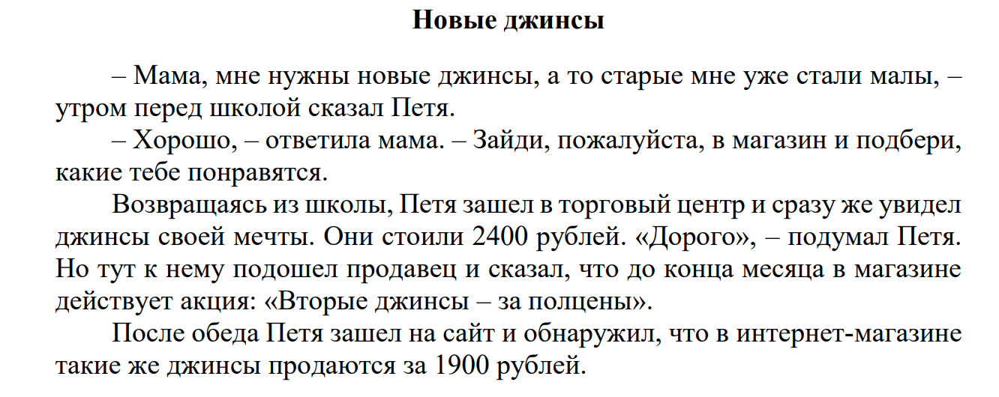 Новые джинсы
– Мама, мне нужны новые джинсы, а то старые мне уже стали малы, –
утром перед школой сказал Петя.
– Хорошо, – ответила мама. – Зайди, пожалуйста, в магазин и подбери,
какие тебе понравятся.
Возвращаясь из школы, Петя зашел в торговый центр и сразу же увидел
джинсы своей мечты. Они стоили 2400 рублей. «Дорого», – подумал Петя.
Но тут к нему подошел продавец и сказал, что до конца месяца в магазине
действует акция: «Вторые джинсы – за полцены».
После обеда Петя зашел на сайт и обнаружил, что в интернет-магазине
такие же джинсы продаются за 1900 рублей.